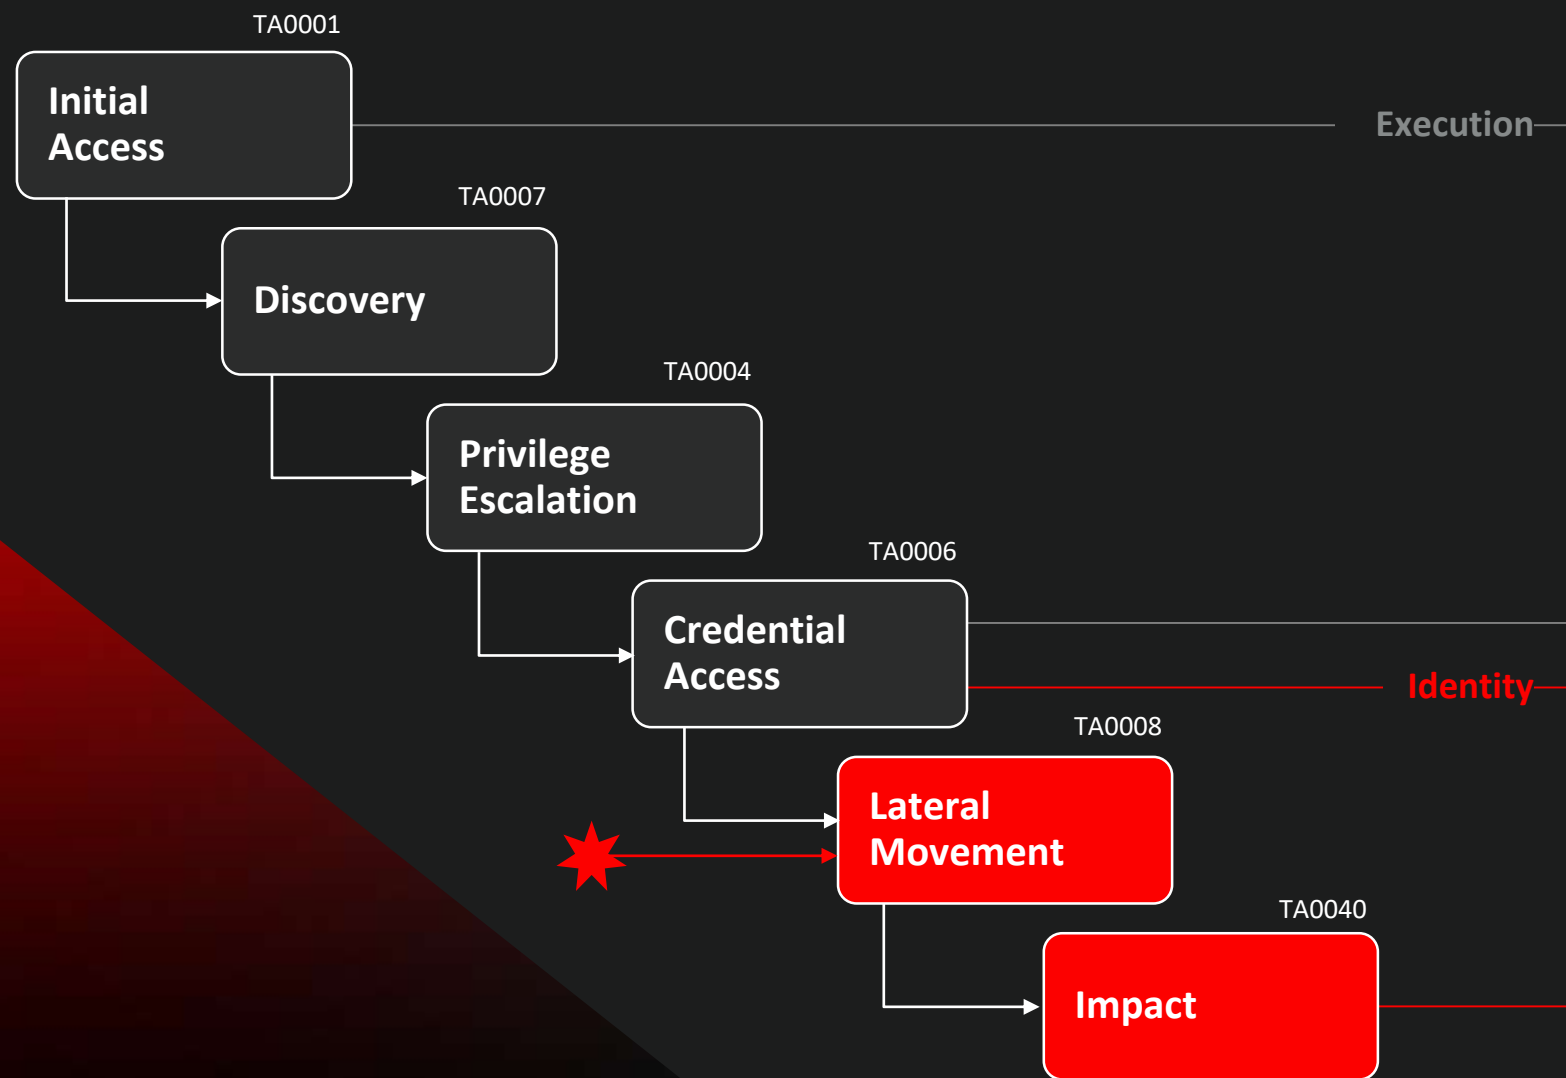 TA0001
Initial
Access
Execution
TA0007
Discovery
TA0004
Privilege
Escalation
TA0006
Credential
Access
Identity
TA0008
Lateral
Movement
TA0040
Impact